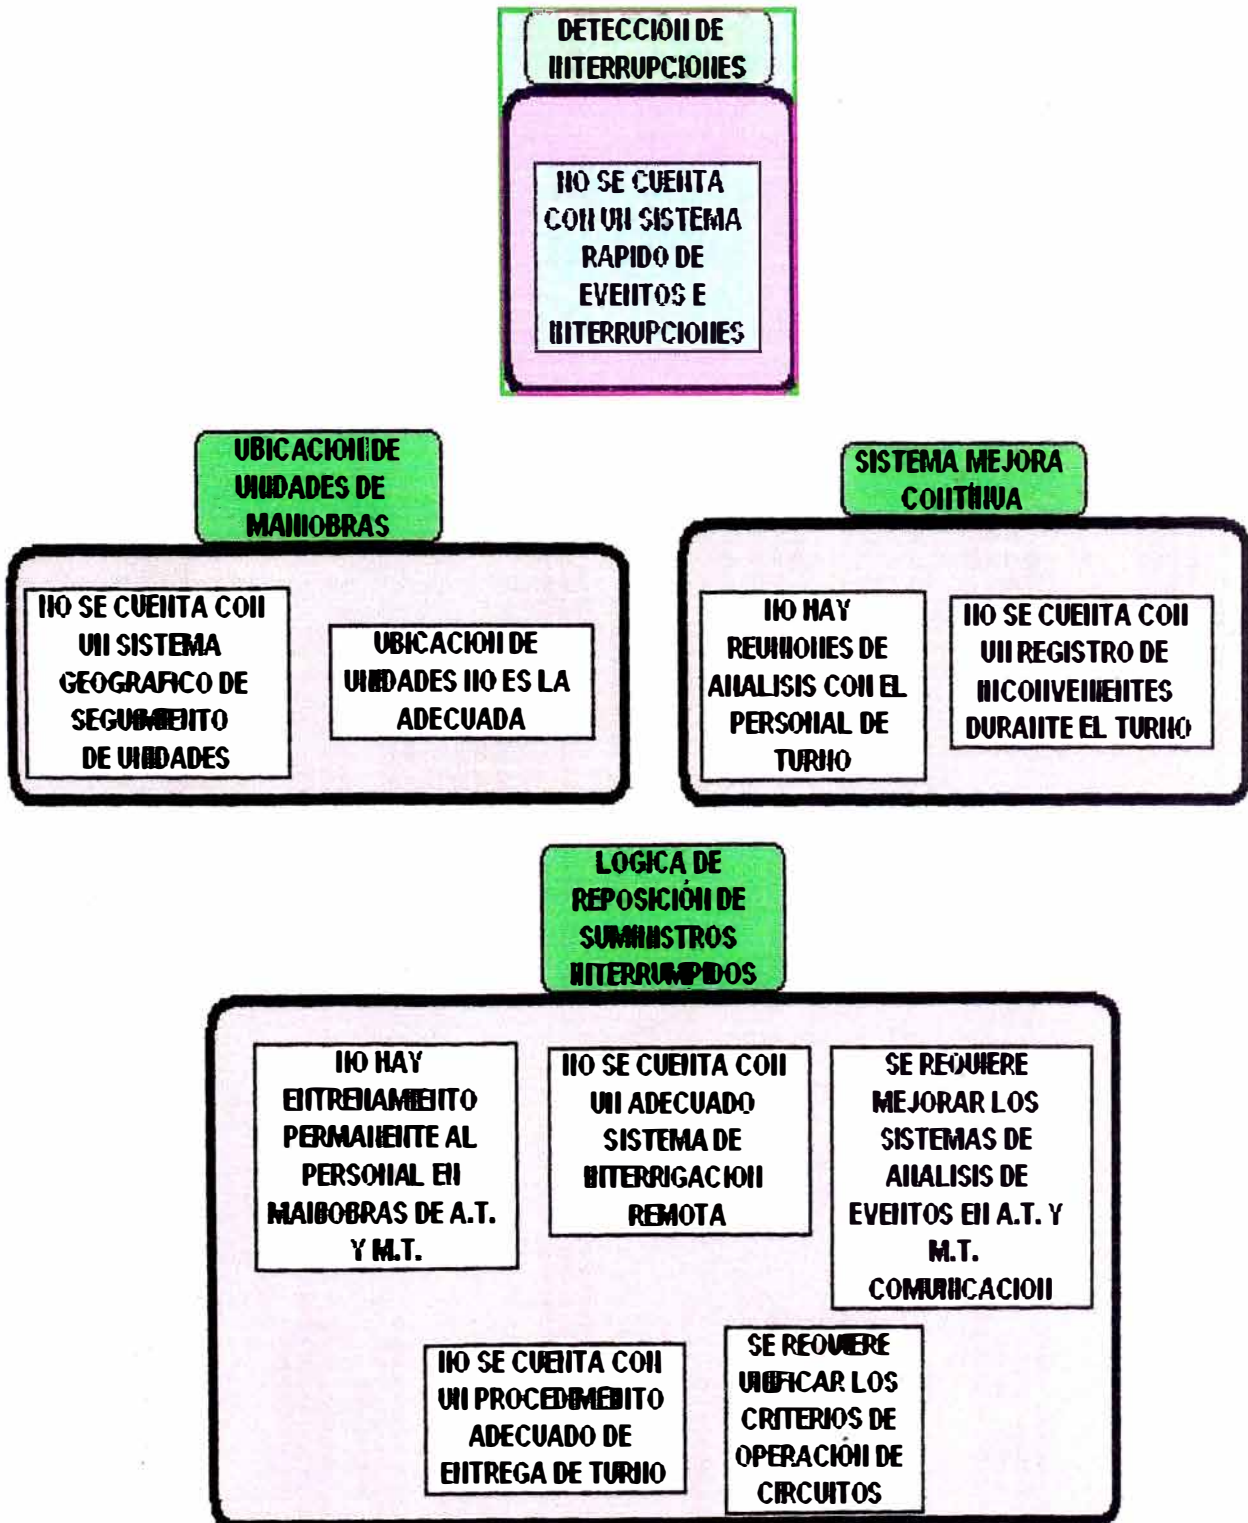 DETECCION DE
INTERRUPCIONES
NO SE CUENTA
CON UN SISTEMA
RAPIDO DE
EVENTOS E
INTERRUPCIONES
UBICACION DE
UNIDADES DE
MANIOBRAS
NO SE CUENTA CON
UN SISTEMA
GEOGRAFICO DE
SEGUIMIENTO
DE UNIDADES
UBICACION DE
UNIDADES NO ES LA
ADECUADA
SISTEMA MEJORA
CONTÍNUA
NO HAY
REUNIONES DE
ANALISIS CON EL
PERSONAL DE
TURNO
NO SE CUENTA CON
UN REGISTRO DE
INCONVENIENTES
DURANTE EL TURNO
LOGICA DE
REPOSICIÓN DE
SUMINISTROS
INTERRUMPIDOS
NO HAY
ENTRENAMIENTO
PERMANENTE AL
PERSONAL EN
MANIOBRAS DE A.T.
Y M.T.
NO SE CUENTA CON
UN ADECUADO
SISTEMA DE
INTERRIGACION
REMOTA
SE REQUIERE
MEJORAR LOS
SISTEMAS DE
ANALISIS DE
EVENTOS EN A.T. Y
M.T.
COMUNICACION
NO SE CUENTA CON
UN PROCEDIMIENTO
ADECUADO DE
ENTREGA DE TURNO
SE REQUIERE
UNIFICAR LOS
CRITERIOS DE
OPERACIÓN DE
CIRCUITOS